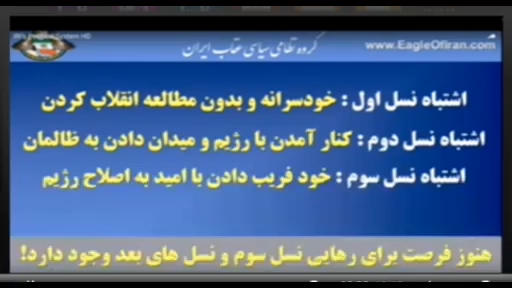 گروه نظامی سیاسی عقاب ایران
www.EagleOfIran.com
اشتباه نسل اول : خودسرانه و بدون مطالعه انقلاب کردن
اشتباه نسل دوم : کنار آمدن با رژیم و میدان دادن به ظالمان
اشتباه نسل سوم : خود فریب دادن با امید به اصلاح رژیم
هنوز فرصت برای رهایی نسل سوم و نسل های بعد وجود دارد!